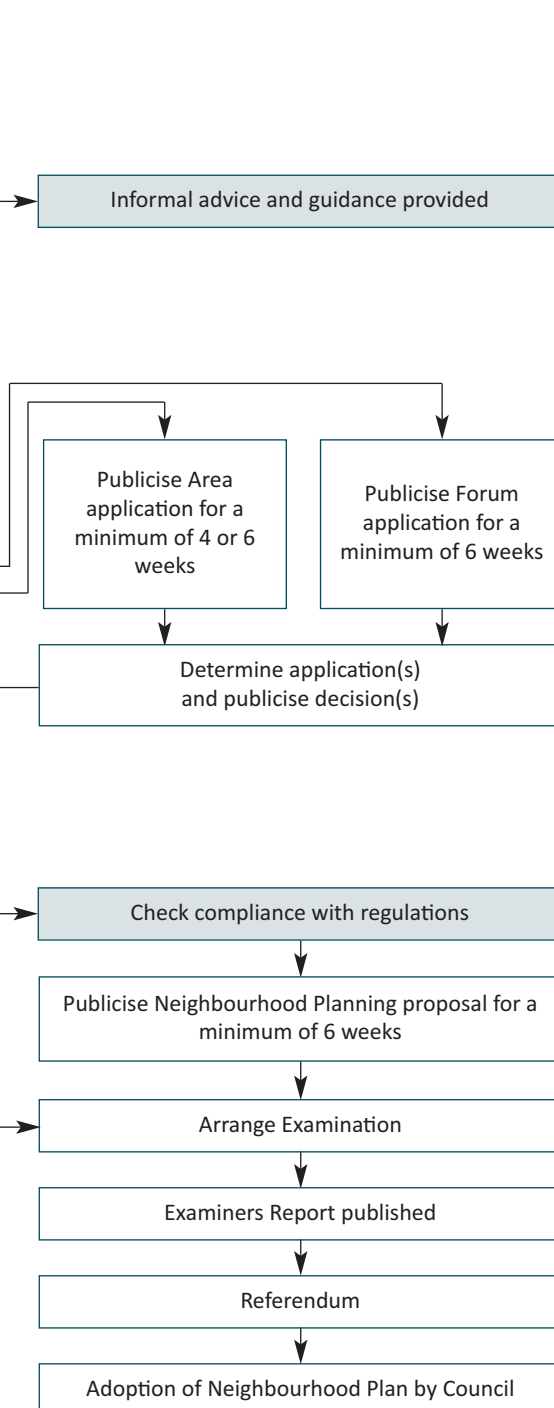 Informal advice and guidance provided
Publicise Area
application for a
minimum of 4 or 6
weeks
Publicise Forum
application for a
minimum of 6 weeks
Determine application(s)
and publicise decision(s)
Check compliance with regulations
Publicise Neighbourhood Planning proposal for a
minimum of 6 weeks
Arrange Examination
Examiners Report published
Referendum
Adoption of Neighbourhood Plan by Council